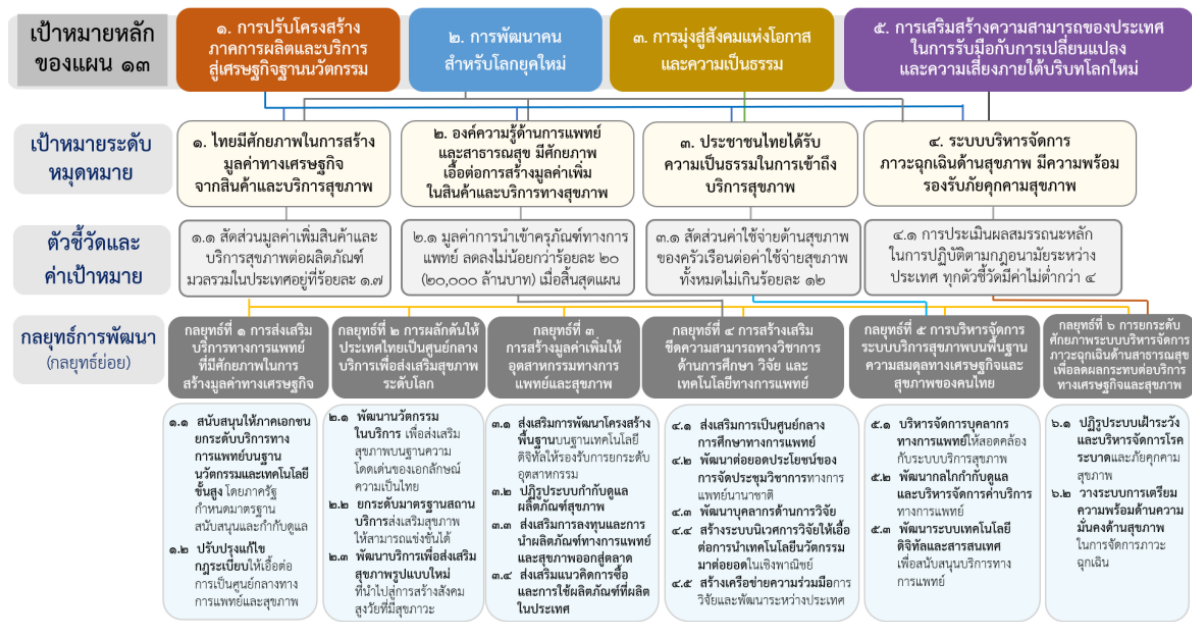 เป้าหมายหลัก
ของแผน ๑๓
๑. การปรับโครงสร้าง
ภาคการผลิตและบริการ
สู่เศรษฐกิจฐานนวัตกรรม
๒. การพัฒนาคน
สำหรับโลกยุคใหม่
๓. การมุ่งสู่สังคมแห่งโอกาส
และความเป็นธรรม
๕. การเสริมสร้างความสามารถของประเทศ
ในการรับมือกับการเปลี่ยนแปลง
และความเสี่ยงภายใต้บริบทโลกใหม่
เป้าหมายระดับ
หมุดหมาย
๑. ไทยมีศักยภาพในการสร้าง
มูลค่าทางเศรษฐกิจ
จากสินค้าและบริการสุขภาพ
๒. องค์ความรู้ด้านการแพทย์
และสาธารณสุข มีศักยภาพ
เอื้อต่อการสร้างมูลค่าเพิ่ม
ในสินค้าและบริการทางสุขภาพ
๓. ประชาชนไทยได้รับ
ความเป็นธรรมในการเข้าถึง
บริการสุขภาพ
๔. ระบบบริหารจัดการ
ภาวะฉุกเฉินด้านสุขภาพ มีความพร้อม
รองรับภัยคุกคามสุขภาพ
ตัวชี้วัดและ
ค่าเป้าหมาย
๑.๑ สัดส่วนมูลค่าเพิ่มสินค้าและ
บริการสุขภาพต่อผลิตภัณฑ์
มวลรวมในประเทศอยู่ที่ร้อยละ ๑.๗
๒.๑ มูลค่าการนำเข้าครุภัณฑ์ทางการ
แพทย์ ลดลงไม่น้อยกว่าร้อยละ ๒๐
(๒๐,๐๐๐ ล้านบาท) เมื่อสิ้นสุดแผน
๓.๑ สัดส่วนค่าใช้จ่ายด้านสุขภาพ
ของครัวเรือนต่อค่าใช้จ่ายสุขภาพ
ทั้งหมดไม่เกินร้อยละ ๑๒
๔.๑ การประเมินผลสมรรถนะหลัก
ในการปฏิบัติตามกฎอนามัยระหว่าง
ประเทศ ทุกตัวชี้วัดมีค่าไม่ต่ำกว่า ๔
กลยุทธ์การพัฒนา
(กลยุทธ์ย่อย)
กลยุทธ์ที่ ๑ การส่งเสริม
บริการทางการแพทย์
ที่มีศักยภาพในการ
สร้างมูลค่าทางเศรษฐกิจ
กลยุทธ์ที่ ๒ การผลักดันให้
ประเทศไทยเป็นศูนย์กลาง
บริการเพื่อส่งเสริมสุขภาพ
ระดับโลก
กลยุทธ์ที่ ๓
การสร้างมูลค่าเพิ่มให้
อุตสาหกรรมทางการ
แพทย์และสุขภาพ
กลยุทธ์ที่ ๔ การสร้างเสริม
ขีดความสามารถทางวิชาการ
ด้านการศึกษา วิจัย และ
เทคโนโลยีทางการแพทย์
กลยุทธ์ที่ ๕ การบริหารจัดการ
ระบบบริการสุขภาพบนพื้นฐาน
ความสมดุลทางเศรษฐกิจและ
สุขภาพของคนไทย
กลยุทธ์ที่ ๖ การยกระดับ
ศักยภาพระบบบริหารจัดการ
ภาวะฉุกเฉินด้านสาธารณสุข
เพื่อลดผลกระทบต่อบริการ
ทางเศรษฐกิจและสุขภาพ
๑.๑ สนับสนุนให้ภาคเอกชน
ยกระดับบริการทาง
การแพทย์บนฐาน
นวัตกรรมและเทคโนโลยี
ขั้นสูง โดยภาครัฐ
กำหนดมาตรฐาน
สนับสนุนและกำกับดูแล
๑.๒ ปรับปรุงแก้ไข
กฎระเบียบให้เอื้อต่อ
การเป็นศูนย์กลางทาง
การแพทย์และสุขภาพ
๒.๑ พัฒนานวัตกรรม
ในบริการ เพื่อส่งเสริม
สุขภาพบนฐานความ
โดดเด่นของเอกลักษณ์
ความเป็นไทย
๒.๒ ยกระดับมาตรฐานสถาน
บริการส่งเสริมสุขภาพ
ให้สามารถแข่งขันได้
๒.๓ พัฒนาบริการเพื่อส่งเสริม
สุขภาพรูปแบบใหม่
ที่นำไปสู่การสร้างสังคม
สูงวัยที่มีสุขภาวะ
๓.๑ ส่งเสริมการพัฒนาโครงสร้าง
พื้นฐานบนฐานเทคโนโลยี
ดิจิทัลให้รองรับการยกระดับ
อุตสาหกรรม
๓.๒ ปฏิรูประบบกำกับดูแล
ผลิตภัณฑ์สุขภาพ
๓.๓ ส่งเสริมการลงทุนและการ
นำผลิตภัณฑ์ทางการแพทย์
และสุขภาพออกสู่ตลาด
๓.๔ ส่งเสริมแนวคิดการซื้อ
และการใช้ผลิตภัณฑ์ที่ผลิต
ในประเทศ
๔.๑ ส่งเสริมการเป็นศูนย์กลาง
การศึกษาทางการแพทย์
๔.๒ พัฒนาต่อยอดประโยชน์ของ
การจัดประชุมวิชาการทางการ
แพทย์นานาชาติ
๔.๓ พัฒนาบุคลากรด้านการวิจัย
๔.๔ สร้างระบบนิเวศการวิจัยให้เอื้อ
ต่อการนำเทคโนโลยีนวัตกรรม
มาต่อยอดในเชิงพาณิชย์
๔.๕ สร้างเครือข่ายความร่วมมือการ
วิจัยและพัฒนาระหว่างประเทศ
๕.๑ บริหารจัดการบุคลากร
ทางการแพทย์ให้สอดคล้อง
กับระบบบริการสุขภาพ
๕.๒ พัฒนากลไกกำกับดูแล
และบริหารจัดการค่าบริการ
ทางการแพทย์
๕.๓ พัฒนาระบบเทคโนโลยี
ดิจิทัลและสารสนเทศ
เพื่อสนับสนุนบริการทาง
การแพทย์
๖.๑ ปฏิรูประบบเฝ้าระวัง
และบริหารจัดการโรค
ระบาดและภัยคุกคาม
สุขภาพ
๖.๒ วางระบบการเตรียม
ความพร้อมด้านความ
มั่นคงด้านสุขภาพ
ในการจัดการภาวะ
ฉุกเฉิน